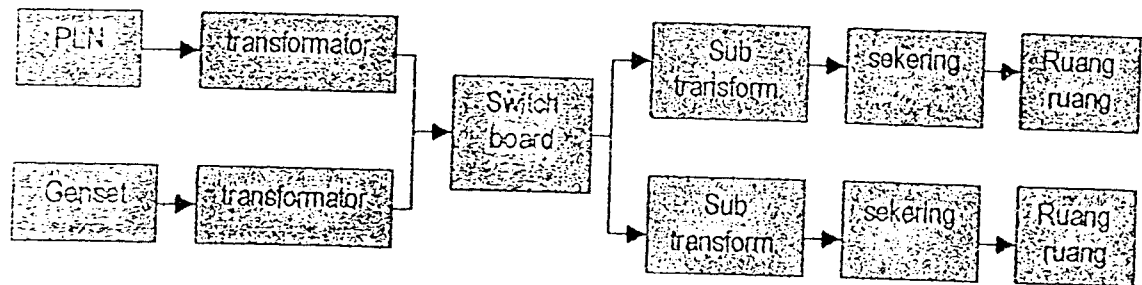 PLN
transformator
Sub
transform.
sekering
Ruang
ruang
Switch
board
Genset
transformator
Sub
transform.
sekering
Ruang
ruang